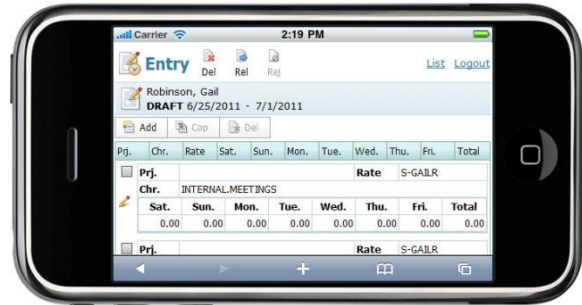 Carrier 2:19 PM
Entry Del Rel Rej List Logout
Robinson, Gail
DRAFT 6/25/2011 - 7/1/2011
Add Cop Del
Prj. Chr. Rate Sat. Sun. Mon. Tue. Wed. Thu. Fri. Total
Prj. Rate S-GAILR
Chr. INTERNAL.MEETINGS
Sat. Sun. Mon. Tue. Wed. Thu. Fri. Total
0.00 0.00 0.00 0.00 0.00 0.00 0.00 0.00
Prj. Rate S-GAILR